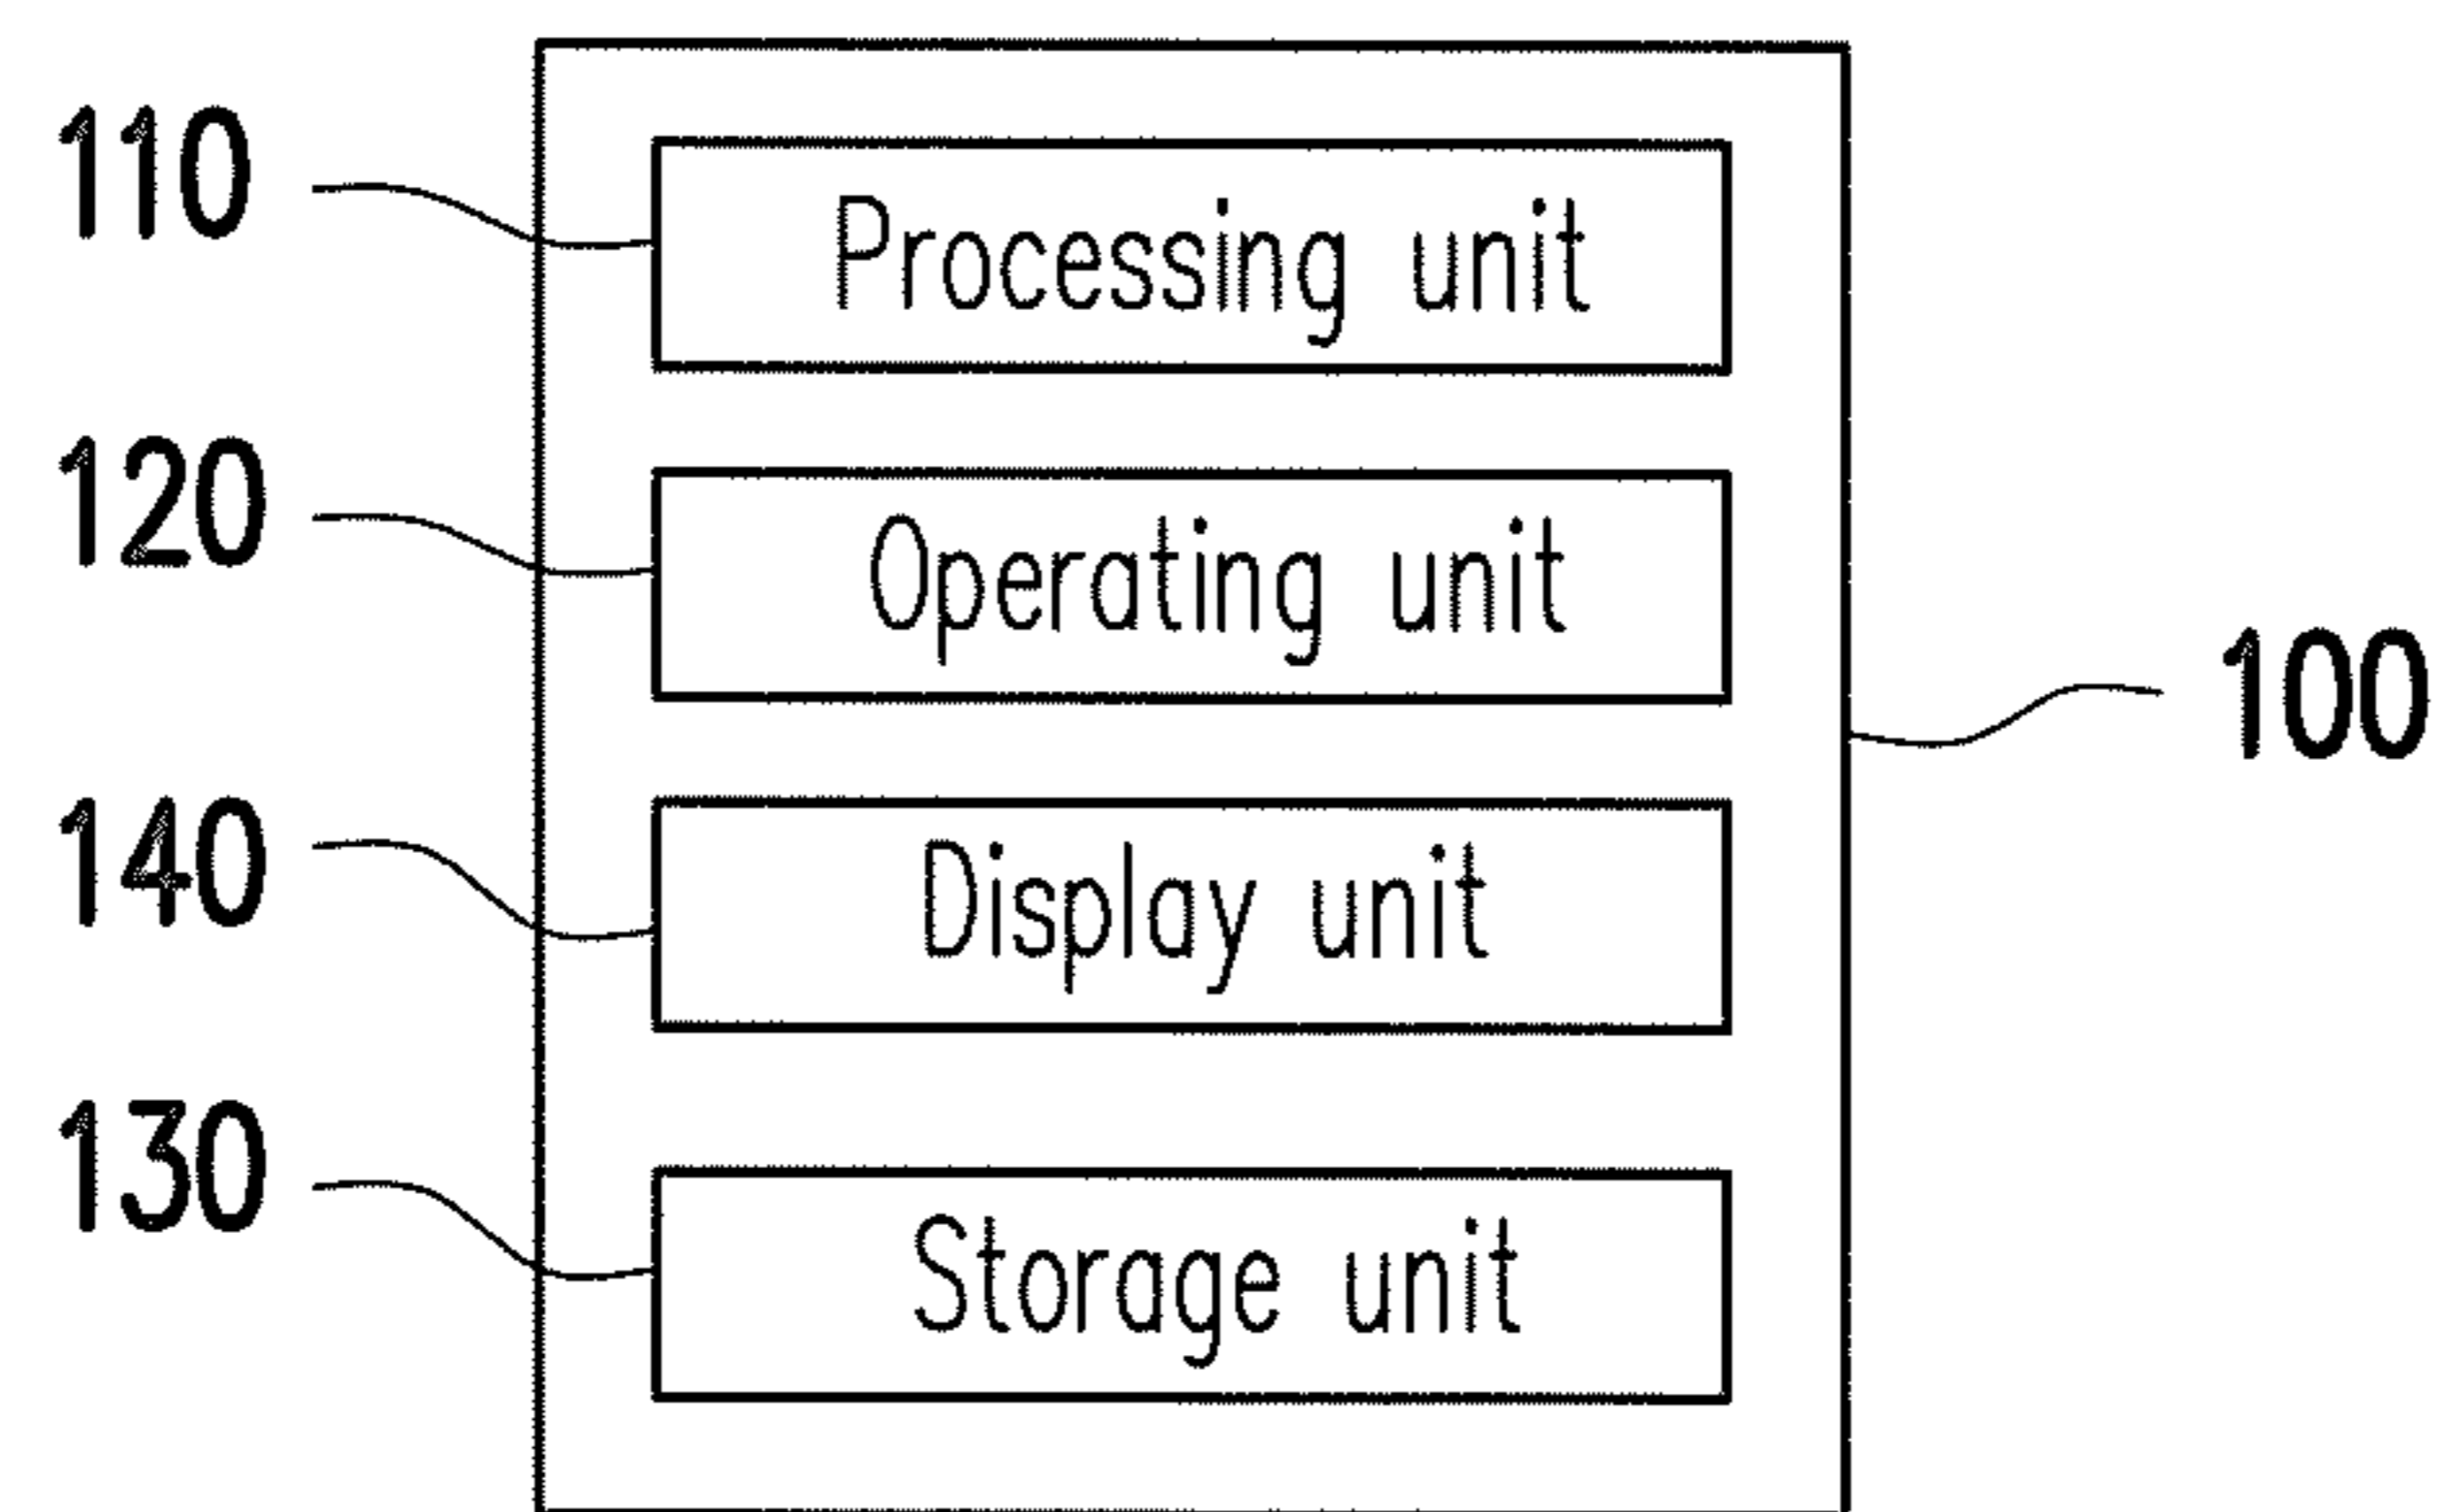 110
Processing unit
120
Operating unit
100
140
Display unit
130
Storage unit